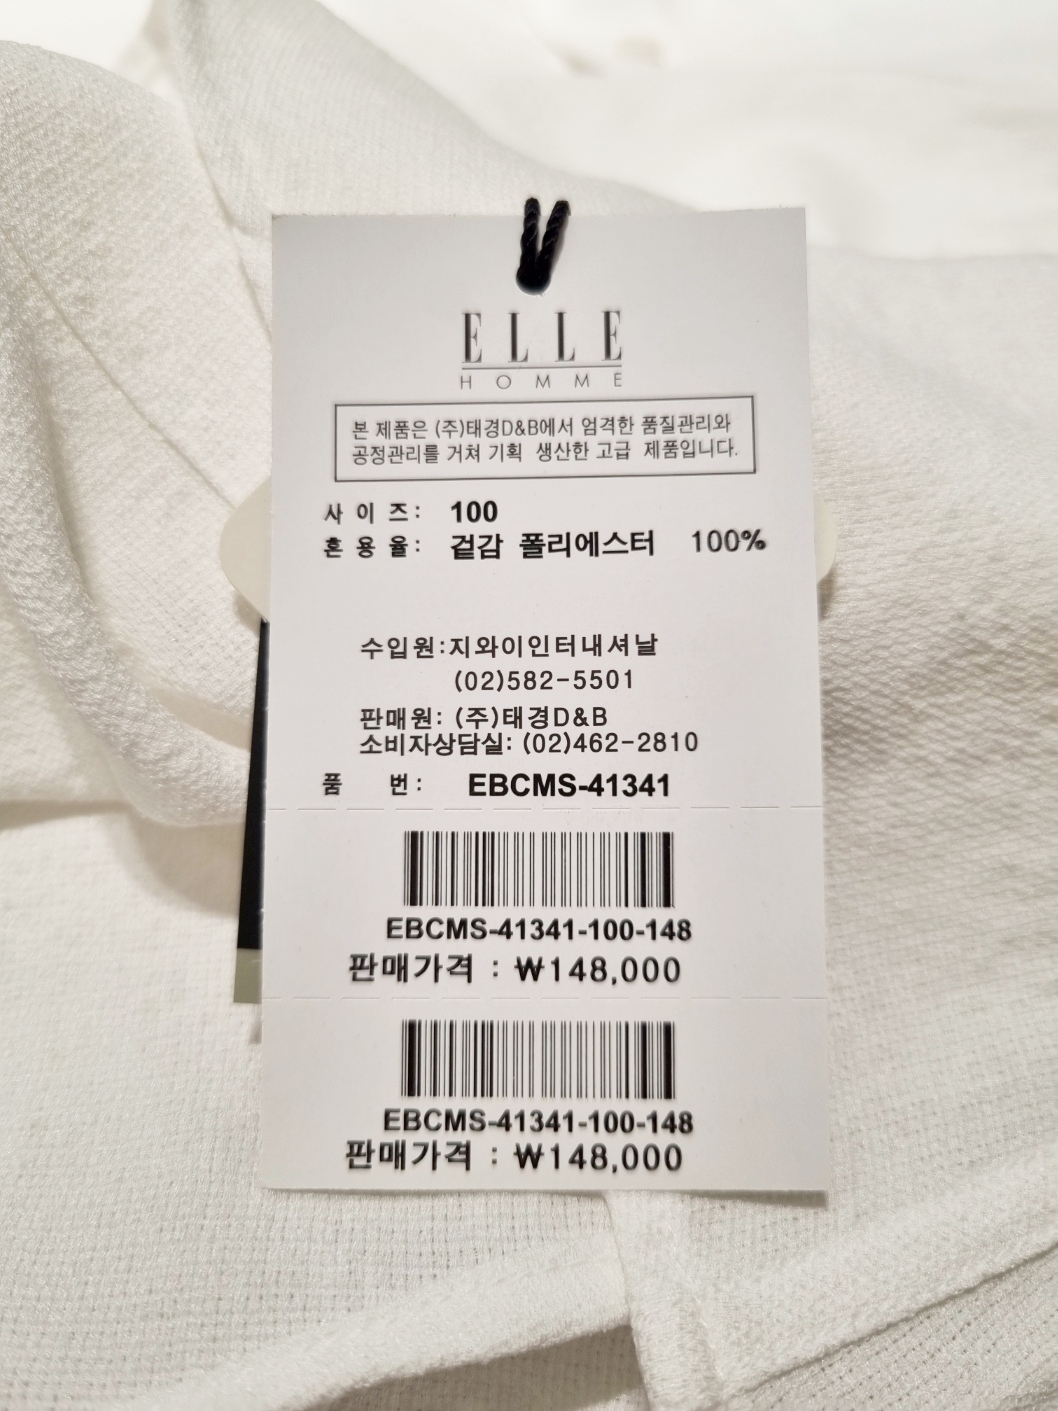 ELLE
HOMME
본 제품은 (주)태경D&B에서 엄격한 품질관리와
공정관리를 거쳐 기획 생산한 고급 제품입니다.
사이즈: 100
혼용율: 겉감 폴리에스터 100%
수입원:지와이인터내셔날
(02)582-5501
판매원: (주)태경D&B
소비자상담실: (02)462-2810
품 번: EBCMS-41341
EBCMS-41341-100-148
판매가격 : ₩148,000
EBCMS-41341-100-148
판매가격 : ₩148,000